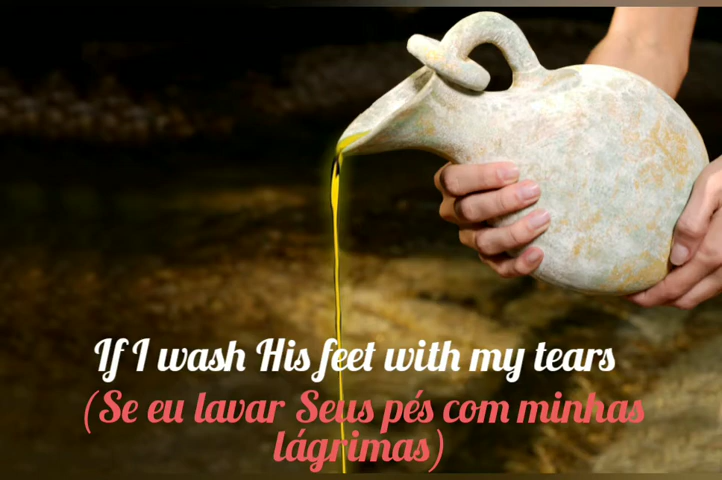 If I wash His feet with my tears
(Se eu lavar Seus pés com minhas
lágrimas)